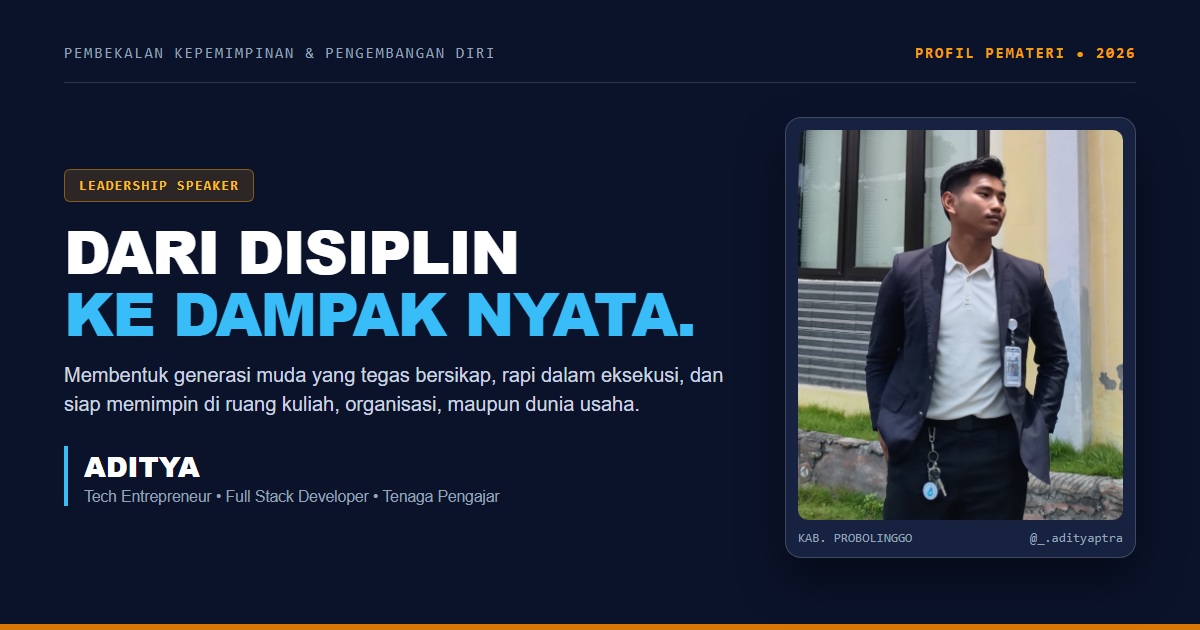 PEMBEKALAN KEPEMIMPINAN & PENGEMBANGAN DIRI
PROFIL PEMATERI • 2026
LEADERSHIP SPEAKER
DARI DISIPLIN
KE DAMPAK NYATA.
Membentuk generasi muda yang tegas bersikap, rapi dalam eksekusi, dan
siap memimpin di ruang kuliah, organisasi, maupun dunia usaha.
ADITYA
Tech Entrepreneur • Full Stack Developer • Tenaga Pengajar
KAB. PROBOLINGGO
@_.adityaptra